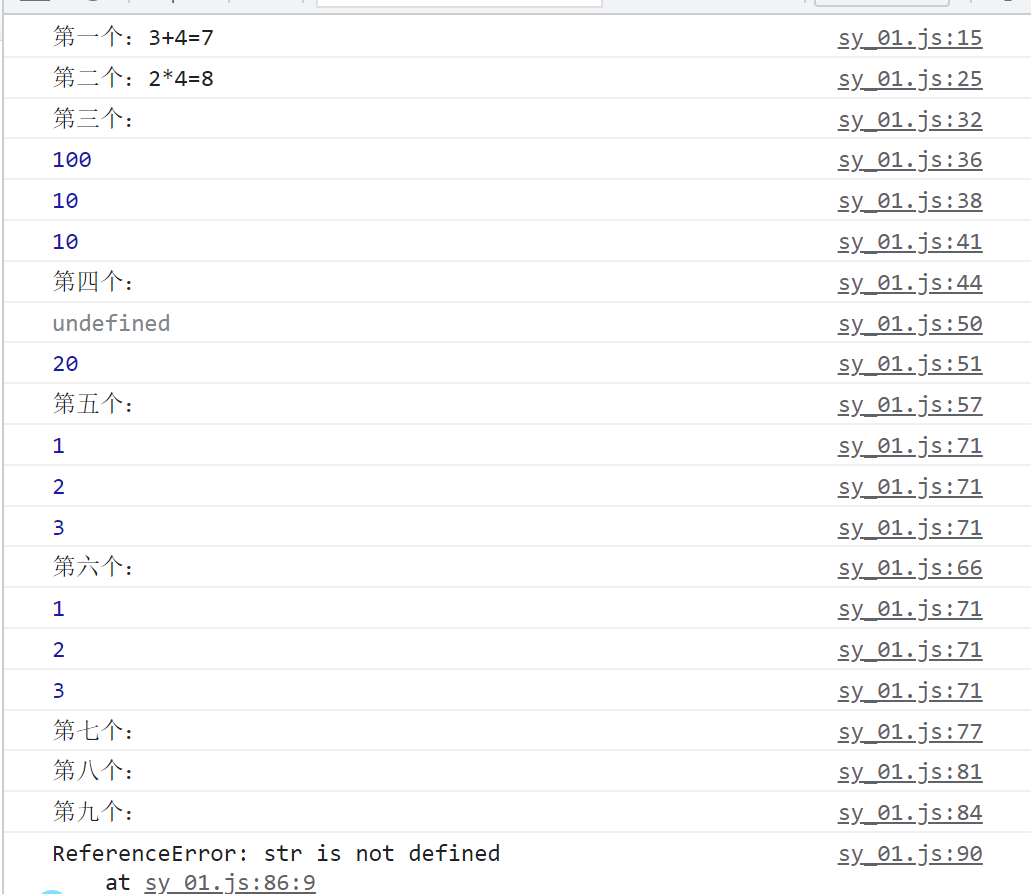 第一个：3+4=7 sy_01.js:15
第二个：2*4=8 sy_01.js:25
第三个： sy_01.js:32
100 sy_01.js:36
10 sy_01.js:38
10 sy_01.js:41
第四个： sy_01.js:44
undefined sy_01.js:50
20 sy_01.js:51
第五个： sy_01.js:57
1 sy_01.js:71
2 sy_01.js:71
3 sy_01.js:71
第六个： sy_01.js:66
1 sy_01.js:71
2 sy_01.js:71
3 sy_01.js:71
第七个： sy_01.js:77
第八个： sy_01.js:81
第九个： sy_01.js:84
ReferenceError: str is not defined sy_01.js:90
at sy_01.js:86:9